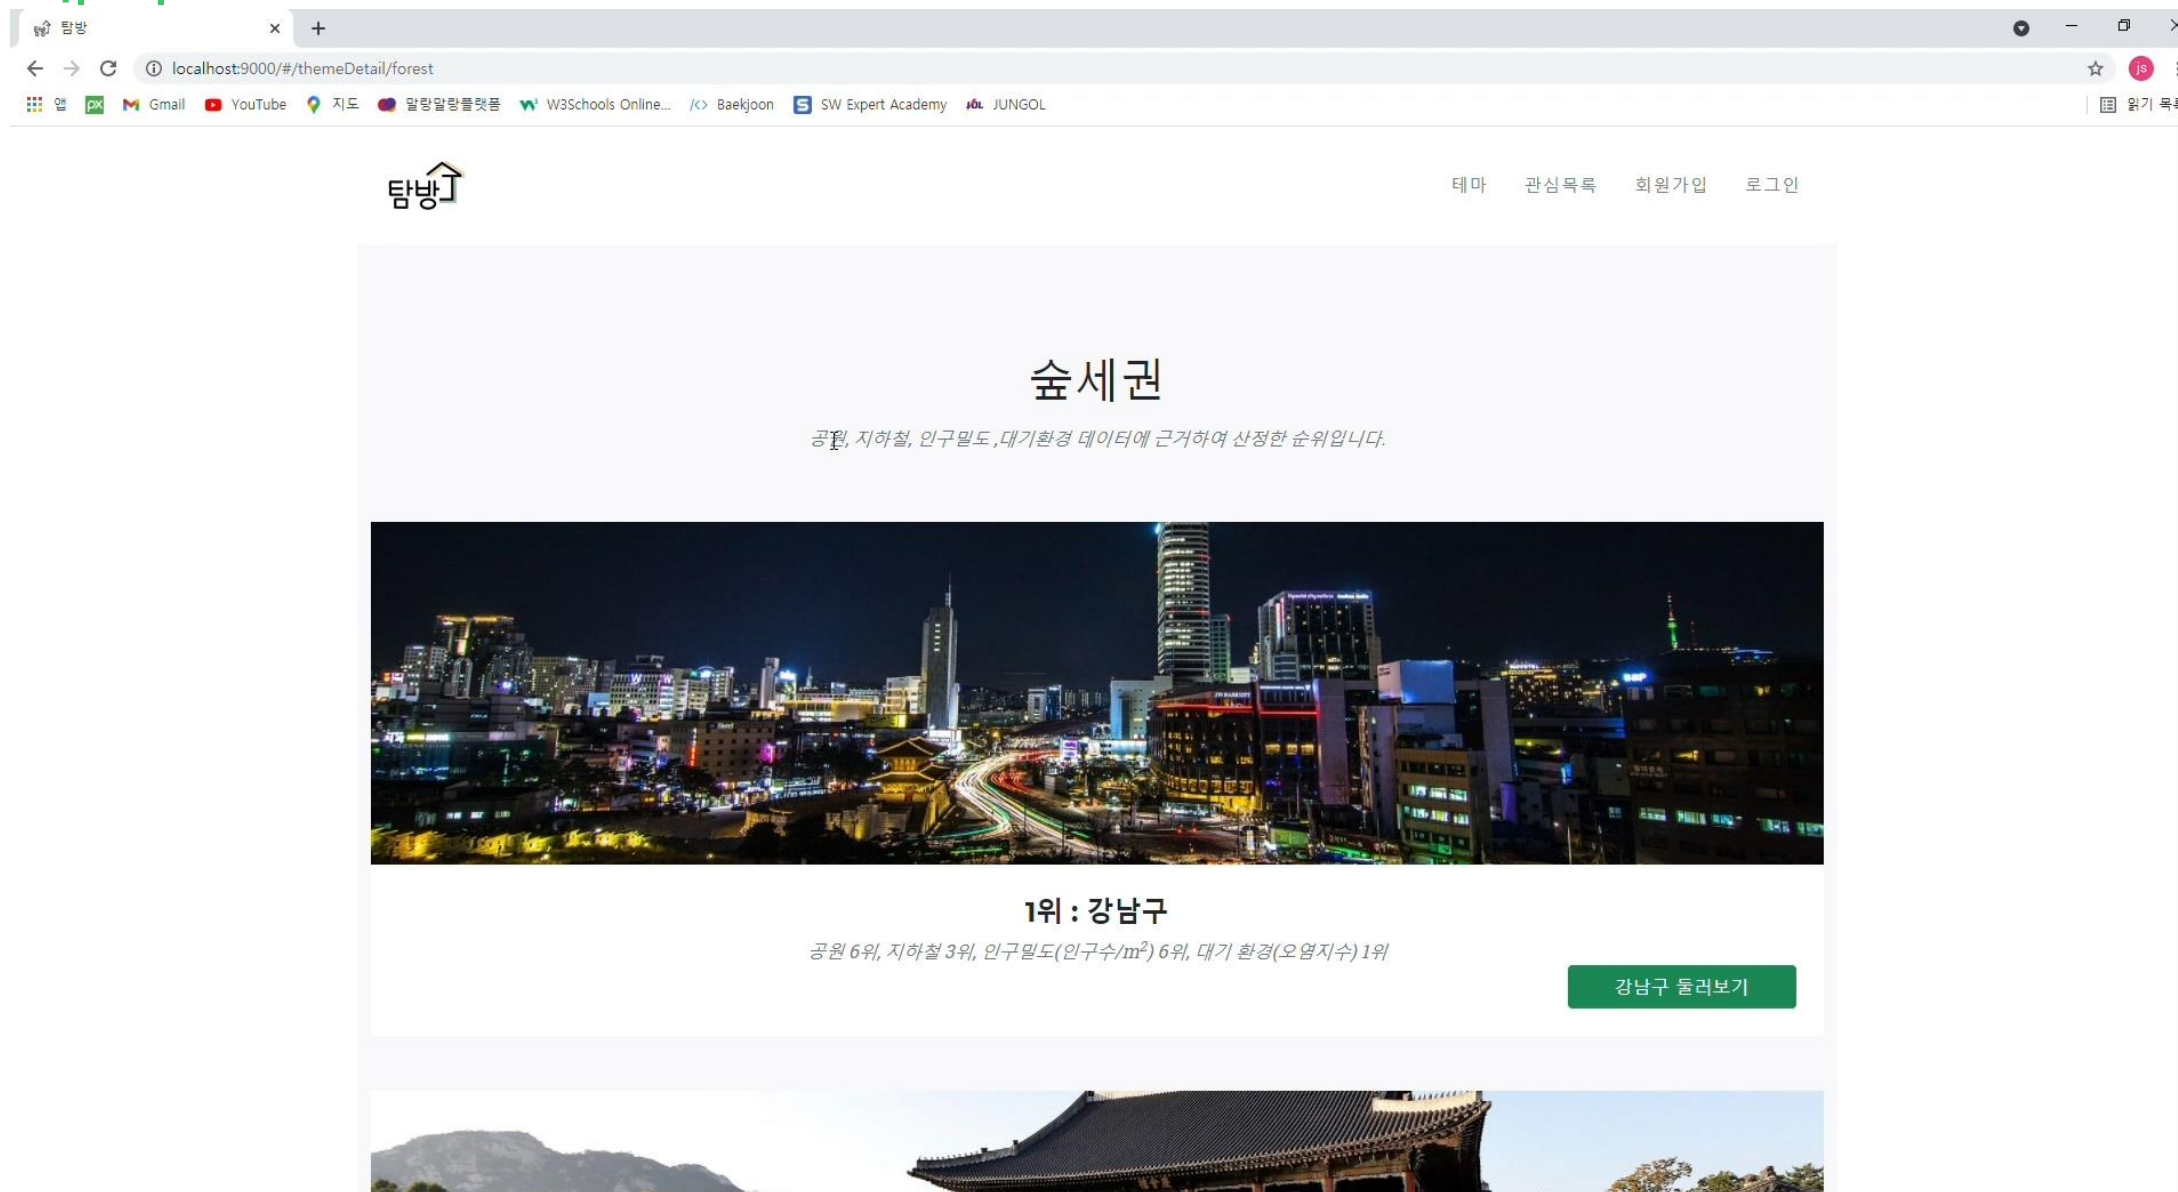 탐방
localhost:9000/#/themeDetail/forest
js
앱 Gmail YouTube 지도 말랑말랑플랫폼 W3Schools Online... Baekjoon SW Expert Academy JUNGOL 읽기
탐방
테마 관심목록 회원가입 로그인
숲세권
공원, 지하철, 인구밀도 ,대기환경 데이터에 근거하여 산정한 순위입니다.
1위 : 강남구
공원 6위, 지하철 3위, 인구밀도(인구수/m²) 6위, 대기 환경(오염지수) 1위
강남구 둘러보기